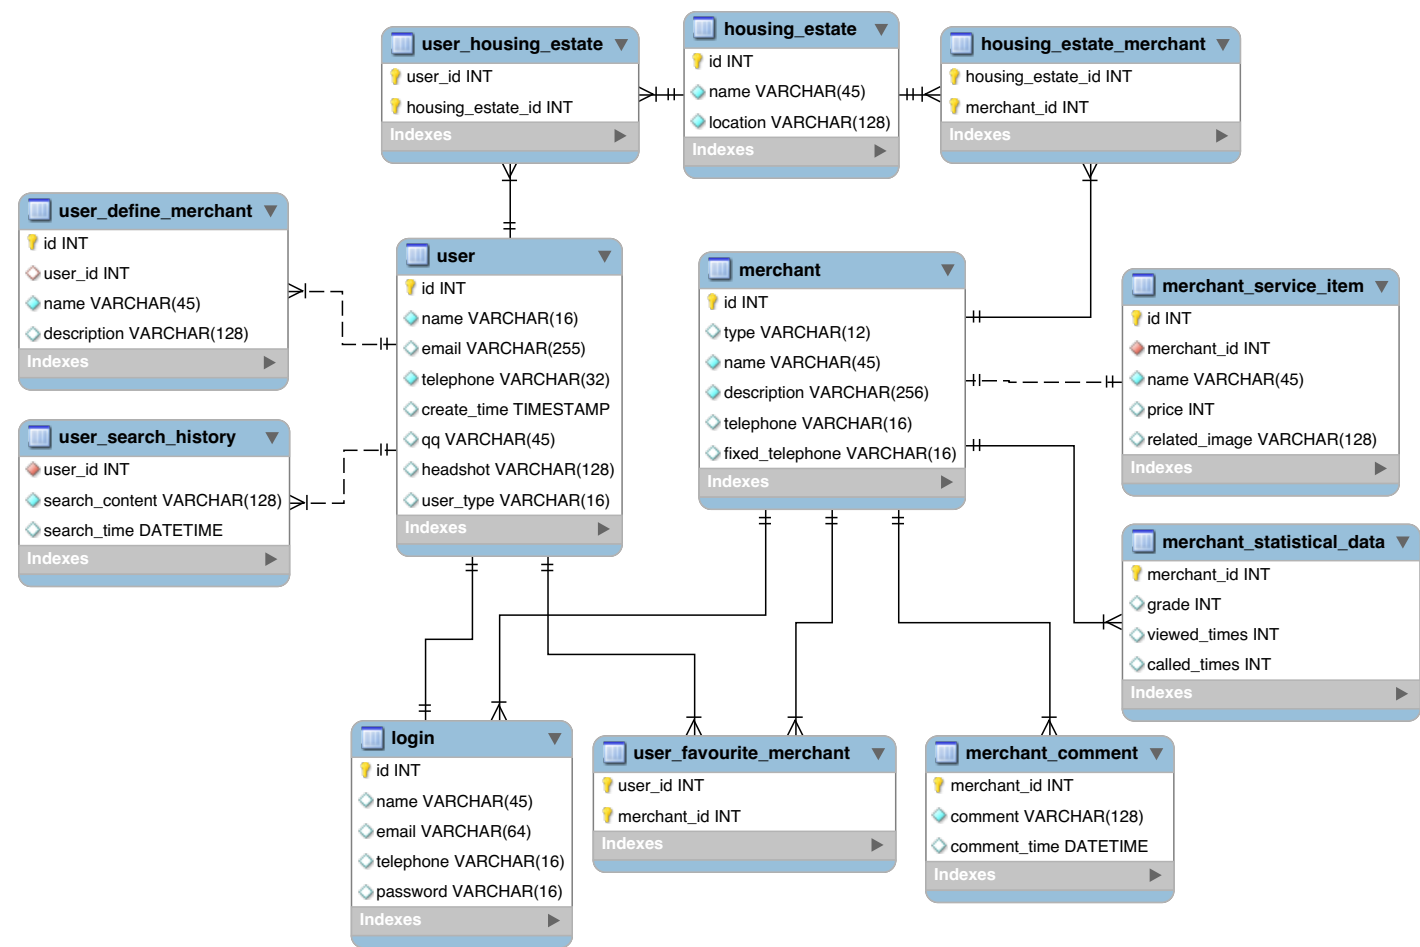 user_housing_estate
user_id INT
housing_estate_id INT
Indexes
housing_estate
id INT
name VARCHAR(45)
location VARCHAR(128)
Indexes
housing_estate_merchant
housing_estate_id INT
merchant_id INT
Indexes
user_define_merchant
id INT
user_id INT
name VARCHAR(45)
description VARCHAR(128)
Indexes
user
id INT
name VARCHAR(16)
email VARCHAR(255)
telephone VARCHAR(32)
create_time TIMESTAMP
qq VARCHAR(45)
headshot VARCHAR(128)
user_type VARCHAR(16)
Indexes
merchant
id INT
type VARCHAR(12)
name VARCHAR(45)
description VARCHAR(256)
telephone VARCHAR(16)
fixed_telephone VARCHAR(16)
Indexes
merchant_service_item
id INT
merchant_id INT
name VARCHAR(45)
price INT
related_image VARCHAR(128)
Indexes
user_search_history
user_id INT
search_content VARCHAR(128)
search_time DATETIME
Indexes
merchant_statistical_data
merchant_id INT
grade INT
viewed_times INT
called_times INT
Indexes
login
id INT
name VARCHAR(45)
email VARCHAR(64)
telephone VARCHAR(16)
password VARCHAR(16)
Indexes
user_favourite_merchant
user_id INT
merchant_id INT
Indexes
merchant_comment
merchant_id INT
comment VARCHAR(128)
comment_time DATETIME
Indexes